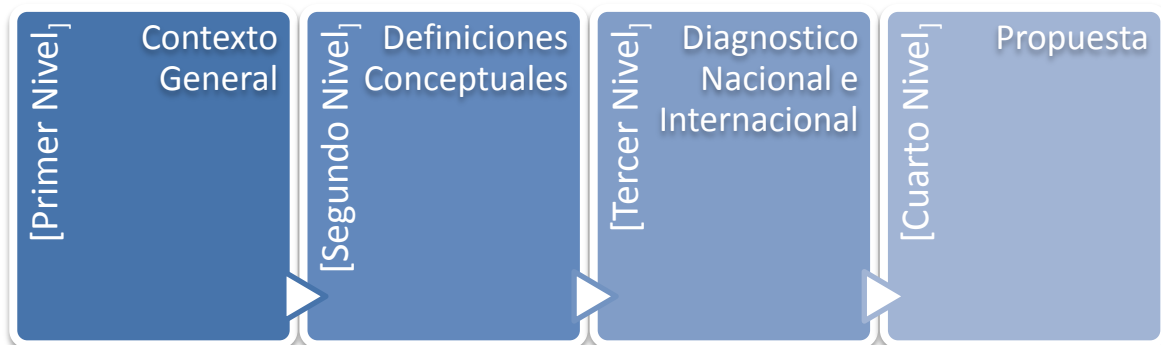 [Primer Nivel]
Contexto
General
[Segundo Nivel]
Definiciones
Conceptuales
[Tercer Nivel]
Diagnostico
Nacional e
Internacional
[Cuarto Nivel]
Propuesta